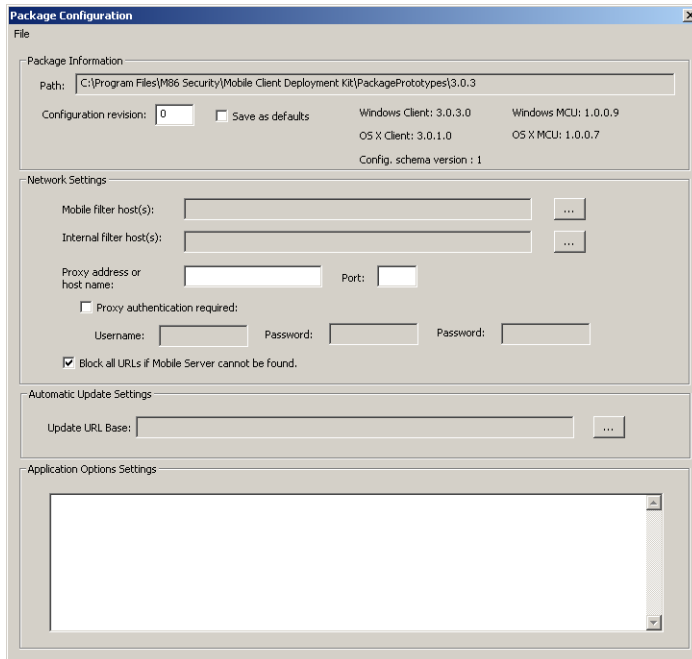 Package Configuration
File
Package Information
Path: C:\Program Files\M86 Security\Mobile Client Deployment Kit\PackagePrototypes\3.0.3
Configuration revision: 0 Save as defaults Windows Client: 3.0.3.0 Windows MCU: 1.0.0.9
OS X Client: 3.0.1.0 OS X MCU: 1.0.0.7
Config. schema version : 1
Network Settings
Mobile filter host(s): ...
Internal filter host(s): ...
Proxy address or
host name: Port:
Proxy authentication required:
Username: Password: Password:
Block all URLs if Mobile Server cannot be found.
Automatic Update Settings
Update URL Base: ...
Application Options Settings